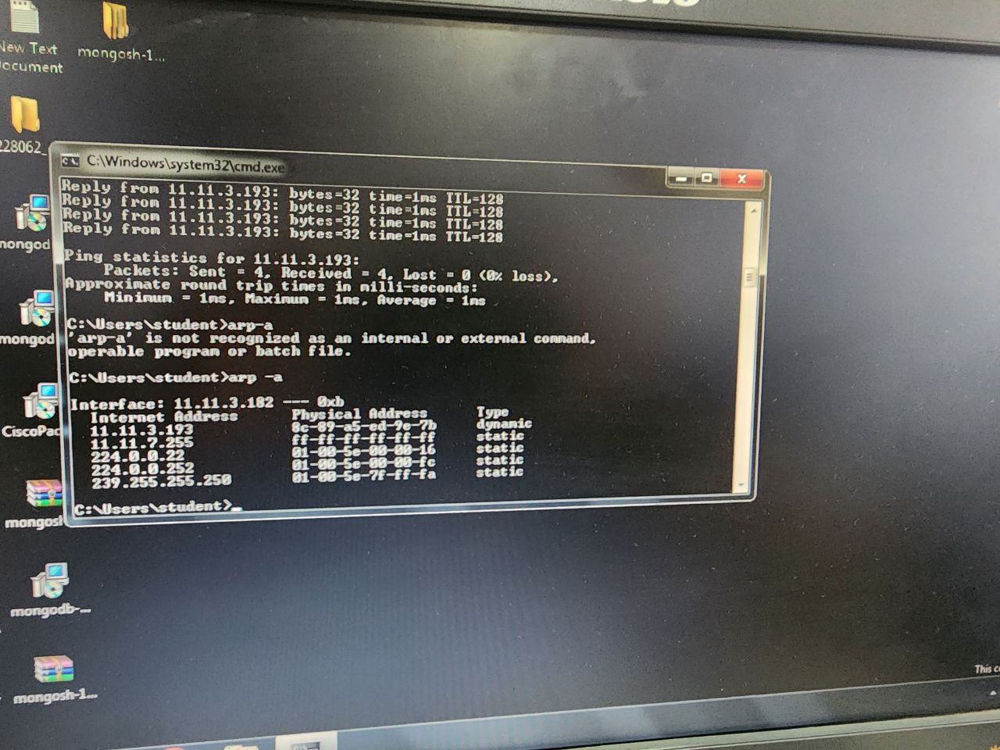 New Text
Document
mongosh-1...
228062_
C:\Windows\system32\cmd.exe
Reply from 11.11.3.193: bytes=32 time=1ms TTL=128
Reply from 11.11.3.193: bytes=32 time=1ms TTL=128
Reply from 11.11.3.193: bytes=32 time=1ms TTL=128
Reply from 11.11.3.193: bytes=32 time=1ms TTL=128
Ping statistics for 11.11.3.193:
Packets: Sent = 4, Received = 4, Lost = 0 (0% loss),
Approximate round trip times in milli-seconds:
Minimum = 1ms, Maximum = 1ms, Average = 1ms
C:\Users\student>arp-a
'arp-a' is not recognized as an internal or external command,
operable program or batch file.
C:\Users\student>arp -a
Interface: 11.11.3.182 --- 0xb
Internet Address Physical Address Type
11.11.3.193 8c-89-a5-ed-9e-7b dynamic
11.11.7.255 ff-ff-ff-ff-ff-ff static
224.0.0.22 01-00-5e-00-00-16 static
224.0.0.252 01-00-5e-00-00-fc static
239.255.255.250 01-00-5e-7f-ff-fa static
C:\Users\student>_
mongod
mongod
CiscoPac
mongosh
mongodb-...
mongosh-1...
This co